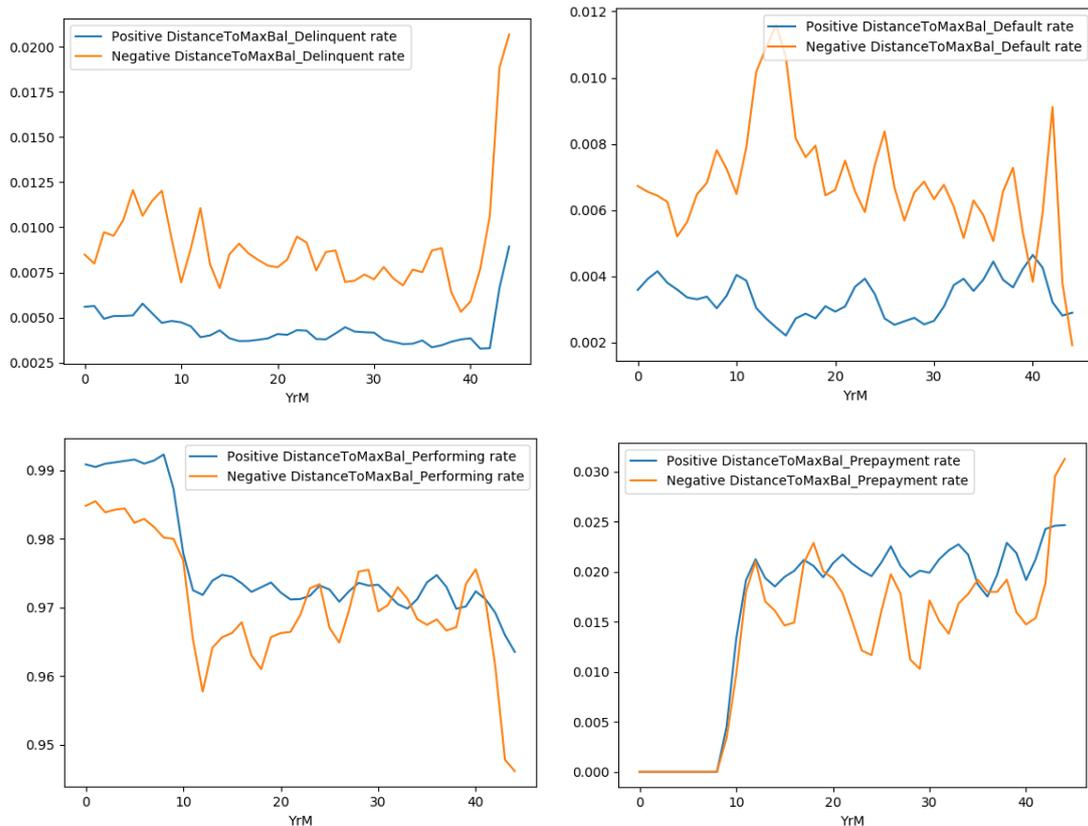 Positive DistanceToMaxBal_Delinquent rate
Negative DistanceToMaxBal_Delinquent rate
0.0200
0.0175
0.0150
0.0125
0.0100
0.0075
0.0050
0.0025
0 10 20 30 40
YrM
Positive DistanceToMaxBal_Default rate
Negative DistanceToMaxBal_Default rate
0.012
0.010
0.008
0.006
0.004
0.002
0 10 20 30 40
YrM
Positive DistanceToMaxBal_Performing rate
Negative DistanceToMaxBal_Performing rate
0.99
0.98
0.97
0.96
0.95
0 10 20 30 40
YrM
Positive DistanceToMaxBal_Prepayment rate
Negative DistanceToMaxBal_Prepayment rate
0.030
0.025
0.020
0.015
0.010
0.005
0.000
0 10 20 30 40
YrM